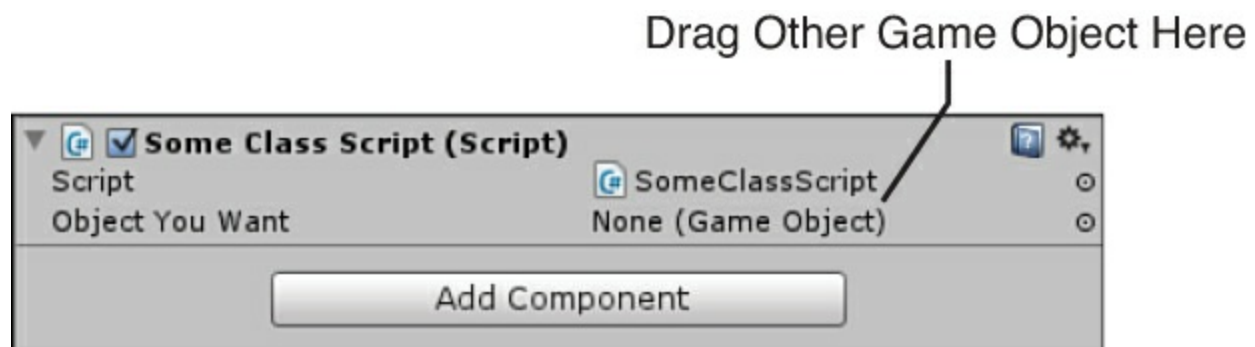 Drag Other Game Object Here
Some Class Script (Script)
Script SomeClassScript
Object You Want None (Game Object)
Add Component